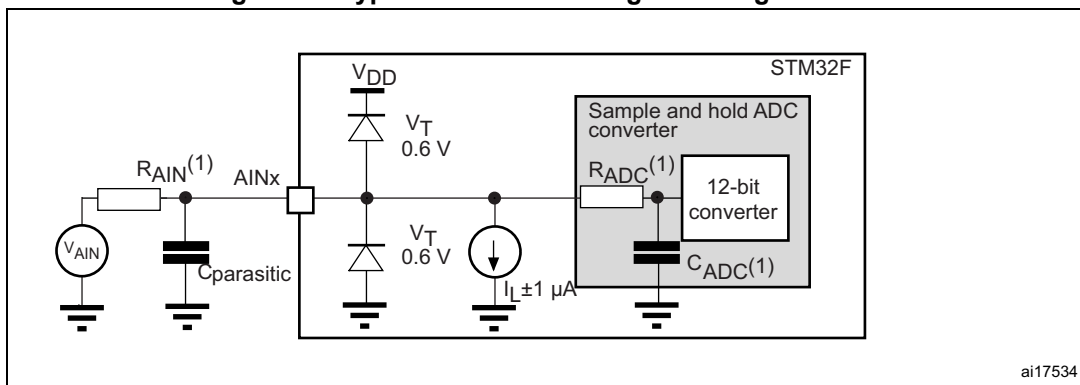 STM32F
VDD
Sample and hold ADC
converter
VT
0.6 V
RAIN(1)
AINx
RADC(1)
12-bit
converter
VAIN
Cparasitic
VT
0.6 V
IL±1 µA
CADC(1)
ai17534